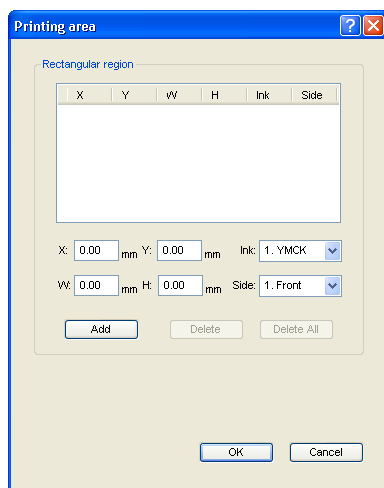 Printing area
Rectangular region
X Y W H Ink Side
X: 0.00 mm Y: 0.00 mm Ink: 1. YMCK
W: 0.00 mm H: 0.00 mm Side: 1. Front
Add Delete Delete All
OK Cancel